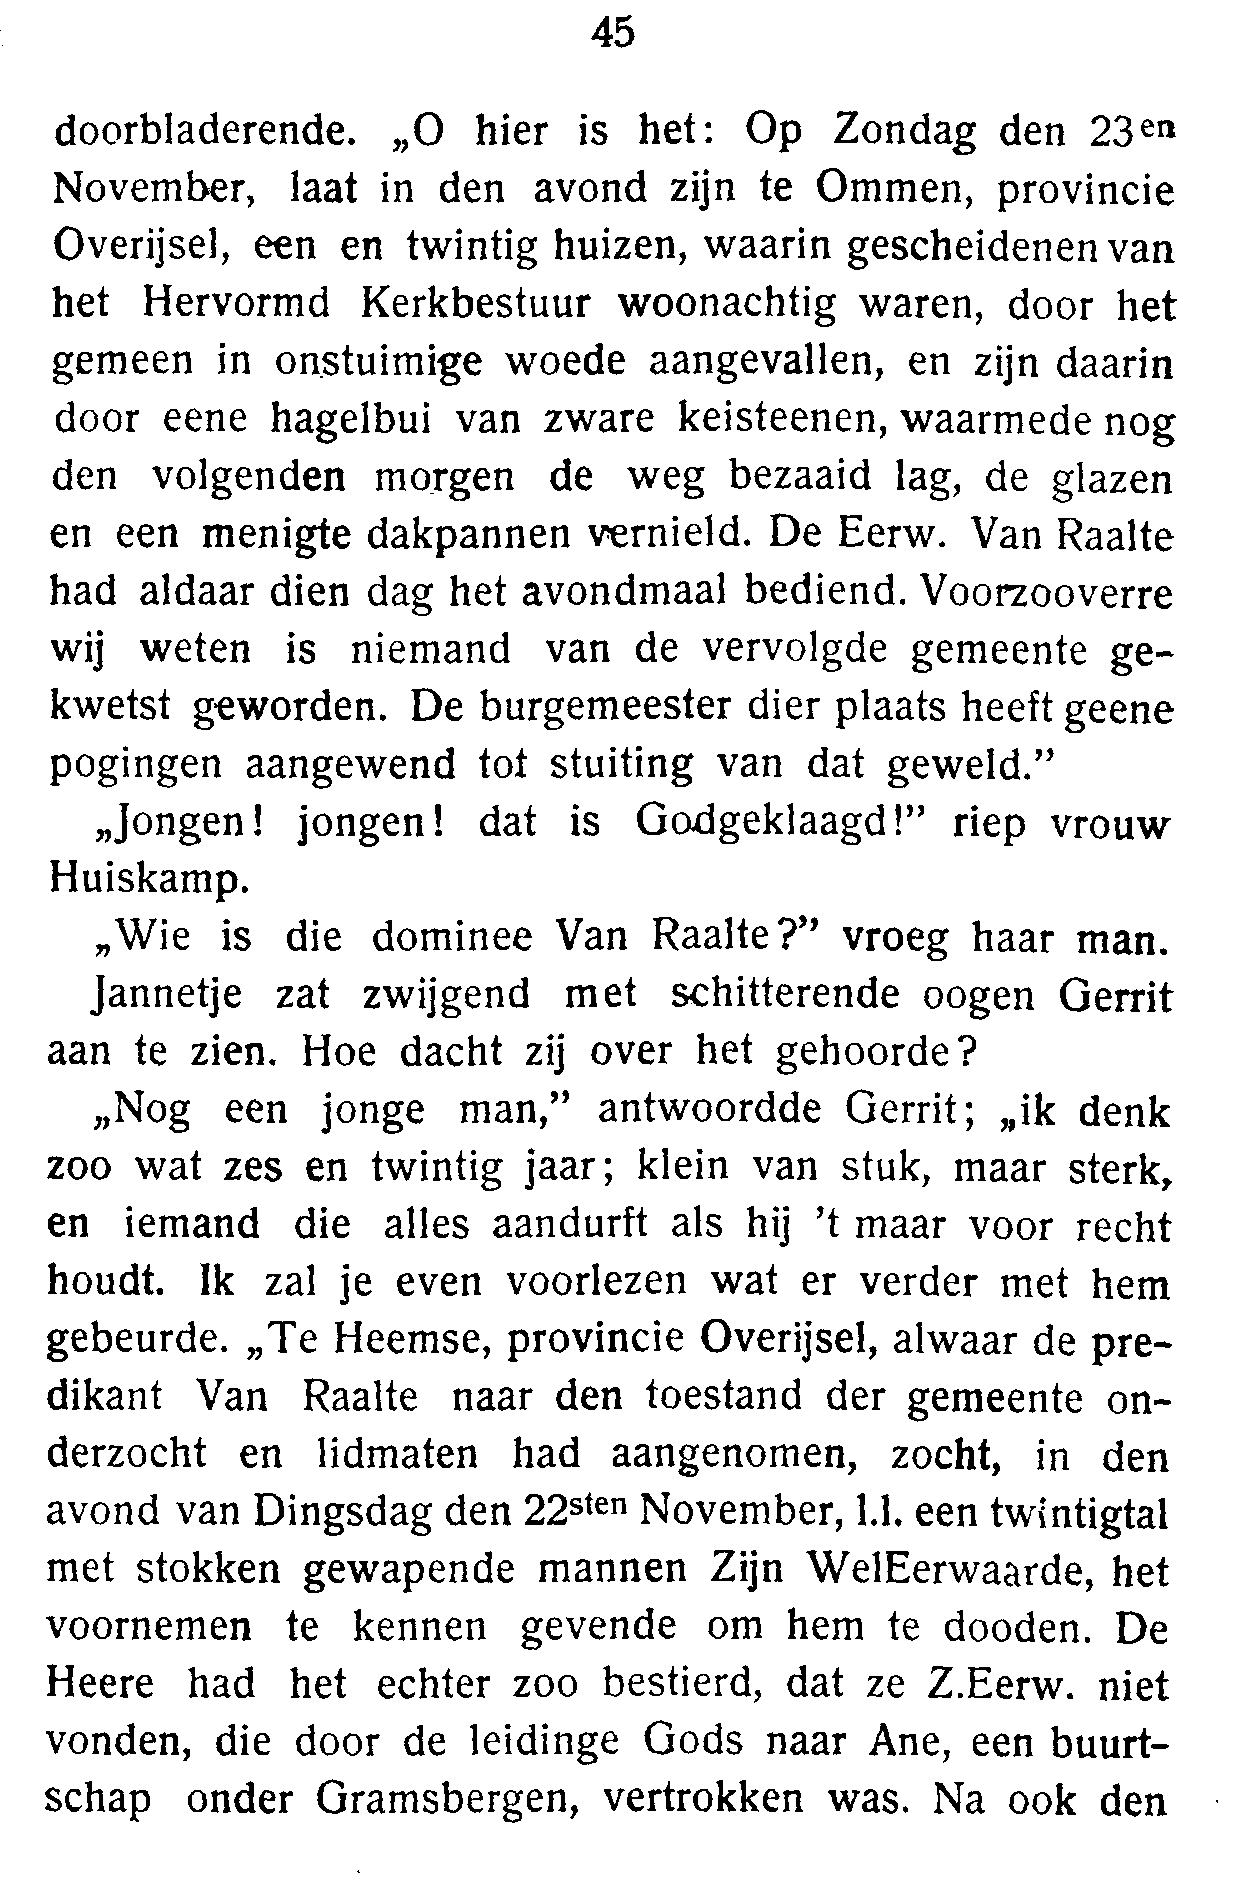 45
doorbladerende. „O hier is het: Op Zondag den 23en
November, laat in den avond zijn te Ommen, provincie
Overijsel, een en twintig huizen, waarin gescheidenen van
het Hervormd Kerkbestuur woonachtig waren, door het
gemeen in onstuimige woede aangevallen, en zijn daarin
door eene hagelbui van zware keisteenen, waarmede nog
den volgenden morgen de weg bezaaid lag, de glazen
en een menigte dakpannen vernield. De Eerw. Van Raalte
had aldaar dien dag het avondmaal bediend. Voorzooverre
wij weten is niemand van de vervolgde gemeente ge-
kwetst geworden. De burgemeester dier plaats heeft geene
pogingen aangewend tot stuiting van dat geweld.”
„Jongen! jongen! dat is Godgeklaagd!” riep vrouw
Huiskamp.
„Wie is die dominee Van Raalte?” vroeg haar man.
Jannetje zat zwijgend met schitterende oogen Gerrit
aan te zien. Hoe dacht zij over het gehoorde?
„Nog een jonge man,” antwoordde Gerrit; „ik denk
zoo wat zes en twintig jaar; klein van stuk, maar sterk,
en iemand die alles aandurft als hij ’t maar voor recht
houdt. Ik zal je even voorlezen wat er verder met hem
gebeurde. „Te Heemse, provincie Overijsel, alwaar de pre-
dikant Van Raalte naar den toestand der gemeente on-
derzocht en lidmaten had aangenomen, zocht, in den
avond van Dingsdag den 22sten November, l.l. een twintigtal
met stokken gewapende mannen Zijn WelEerwaarde, het
voornemen te kennen gevende om hem te dooden. De
Heere had het echter zoo bestierd, dat ze Z.Eerw. niet
vonden, die door de leidinge Gods naar Ane, een buurt-
schap onder Gramsbergen, vertrokken was. Na ook den